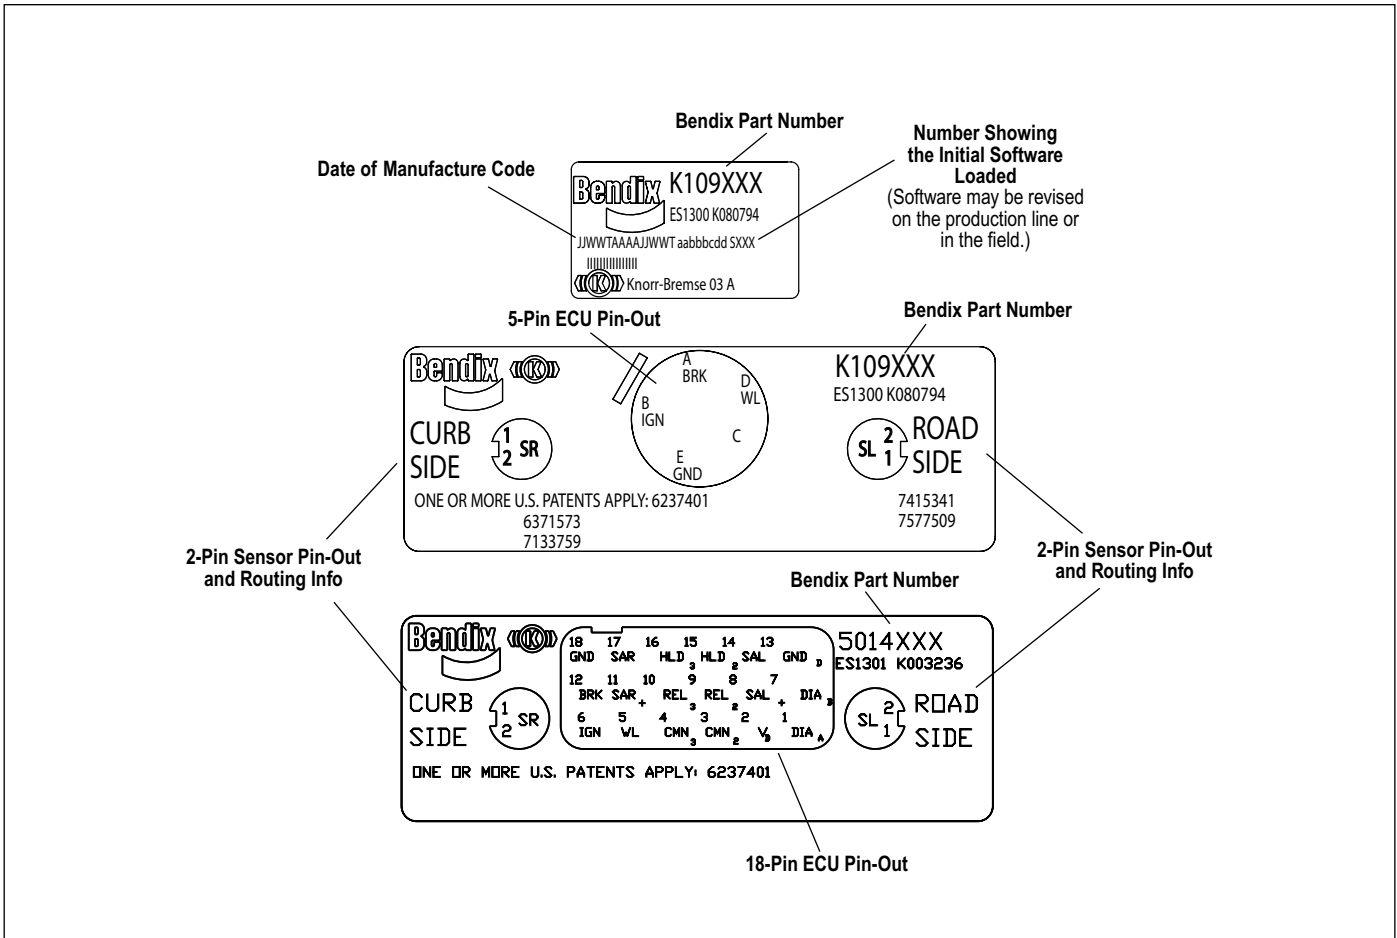 Bendix Part Number
Number Showing
the Initial Software
Loaded
(Software may be revised
on the production line or
in the field.)
Date of Manufacture Code
Bendix K109XXX
ES1300 K080794
JJWWTAAAAJJWWT aabbbcdd SXXX
K Knorr-Bremse 03 A
5-Pin ECU Pin-Out
Bendix Part Number
Bendix K
A
BRK
D
WL
B
IGN
C
E
GND
K109XXX
ES1300 K080794
CURB
SIDE
1
2 SR
SL 2
1
ROAD
SIDE
ONE OR MORE U.S. PATENTS APPLY: 6237401
6371573
7133759
7415341
7577509
2-Pin Sensor Pin-Out
and Routing Info
2-Pin Sensor Pin-Out
and Routing Info
Bendix Part Number
Bendix K
18 17 16 15 14 13
GND SAR HLD3 HLD2 SAL GND D
12 11 10 9 8 7
BRK SAR+ REL3 REL2 SAL+ DIA B
6 5 4 3 2 1
IGN WL CMN3 CMN2 VB DIA A
5014XXX
ES1301 K003236
CURB
SIDE
1
2 SR
SL 2
1
ROAD
SIDE
ONE OR MORE U.S. PATENTS APPLY: 6237401
18-Pin ECU Pin-Out